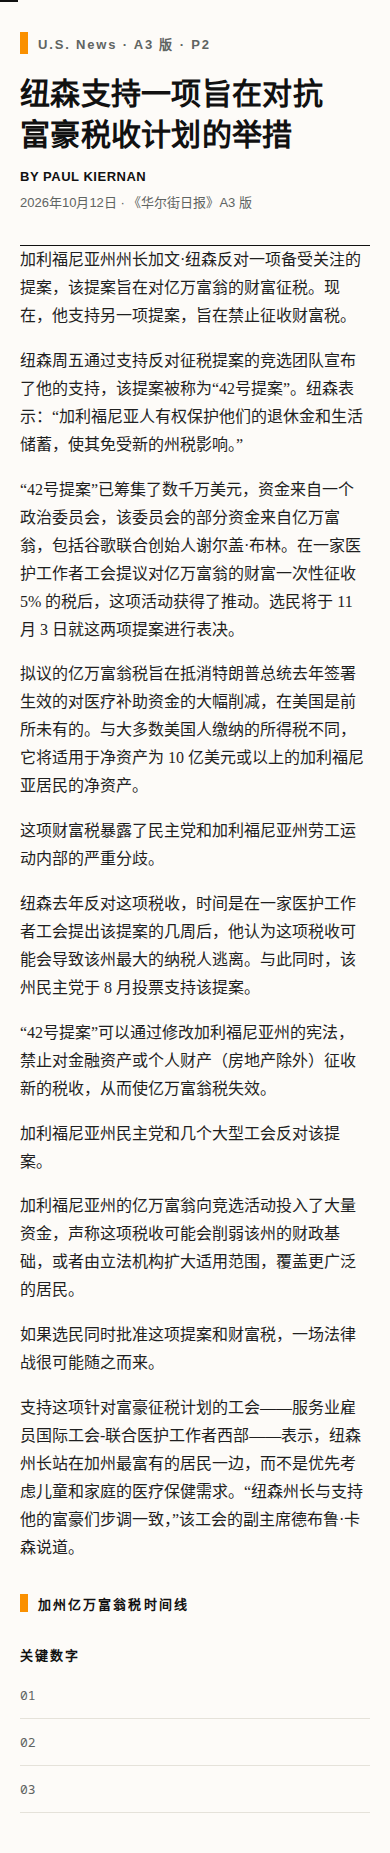 U.S. News · A3 版 · P2
纽森支持一项旨在对抗
富豪税收计划的举措
BY PAUL KIERNAN
2026年10月12日 · 《华尔街日报》A3 版
加利福尼亚州州长加文·纽森反对一项备受关注的
提案，该提案旨在对亿万富翁的财富征税。现
在，他支持另一项提案，旨在禁止征收财富税。
纽森周五通过支持反对征税提案的竞选团队宣布
了他的支持，该提案被称为“42号提案”。纽森表
示：“加利福尼亚人有权保护他们的退休金和生活
储蓄，使其免受新的州税影响。”
“42号提案”已筹集了数千万美元，资金来自一个
政治委员会，该委员会的部分资金来自亿万富
翁，包括谷歌联合创始人谢尔盖·布林。在一家医
护工作者工会提议对亿万富翁的财富一次性征收
5% 的税后，这项活动获得了推动。选民将于 11
月 3 日就这两项提案进行表决。
拟议的亿万富翁税旨在抵消特朗普总统去年签署
生效的对医疗补助资金的大幅削减，在美国是前
所未有的。与大多数美国人缴纳的所得税不同，
它将适用于净资产为 10 亿美元或以上的加利福尼
亚居民的净资产。
这项财富税暴露了民主党和加利福尼亚州劳工运
动内部的严重分歧。
纽森去年反对这项税收，时间是在一家医护工作
者工会提出该提案的几周后，他认为这项税收可
能会导致该州最大的纳税人逃离。与此同时，该
州民主党于 8 月投票支持该提案。
“42号提案”可以通过修改加利福尼亚州的宪法，
禁止对金融资产或个人财产（房地产除外）征收
新的税收，从而使亿万富翁税失效。
加利福尼亚州民主党和几个大型工会反对该提
案。
加利福尼亚州的亿万富翁向竞选活动投入了大量
资金，声称这项税收可能会削弱该州的财政基
础，或者由立法机构扩大适用范围，覆盖更广泛
的居民。
如果选民同时批准这项提案和财富税，一场法律
战很可能随之而来。
支持这项针对富豪征税计划的工会——服务业雇
员国际工会-联合医护工作者西部——表示，纽森
州长站在加州最富有的居民一边，而不是优先考
虑儿童和家庭的医疗保健需求。“纽森州长与支持
他的富豪们步调一致，”该工会的副主席德布鲁·卡
森说道。
加州亿万富翁税时间线
关键数字
01
02
03